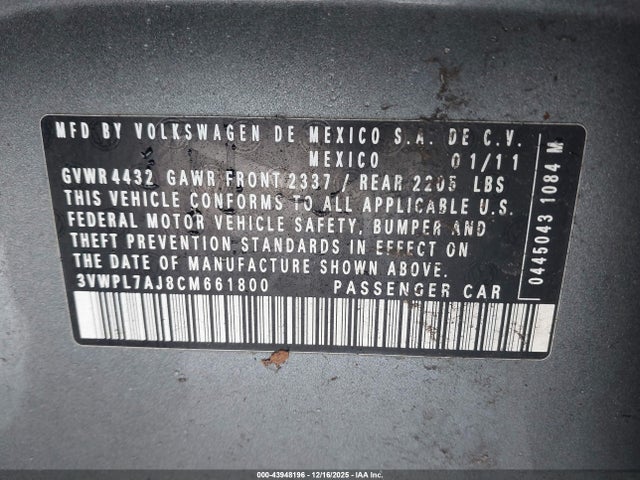 MFD BY VOLKSWAGEN DE MEXICO S.A. DE C.V.
MEXICO 01/11
GVWR 4432 GAWR FRONT 2337 / REAR 2205 LBS
THIS VEHICLE CONFORMS TO ALL APPLICABLE U.S.
FEDERAL MOTOR VEHICLE SAFETY, BUMPER AND
THEFT PREVENTION STANDARDS IN EFFECT ON
THE DATE OF MANUFACTURE SHOWN ABOVE.
3VWPL7AJ8CM661800 PASSENGER CAR
0445043 1084 M
000-43948196 - 12/16/2025 - IAA Inc.